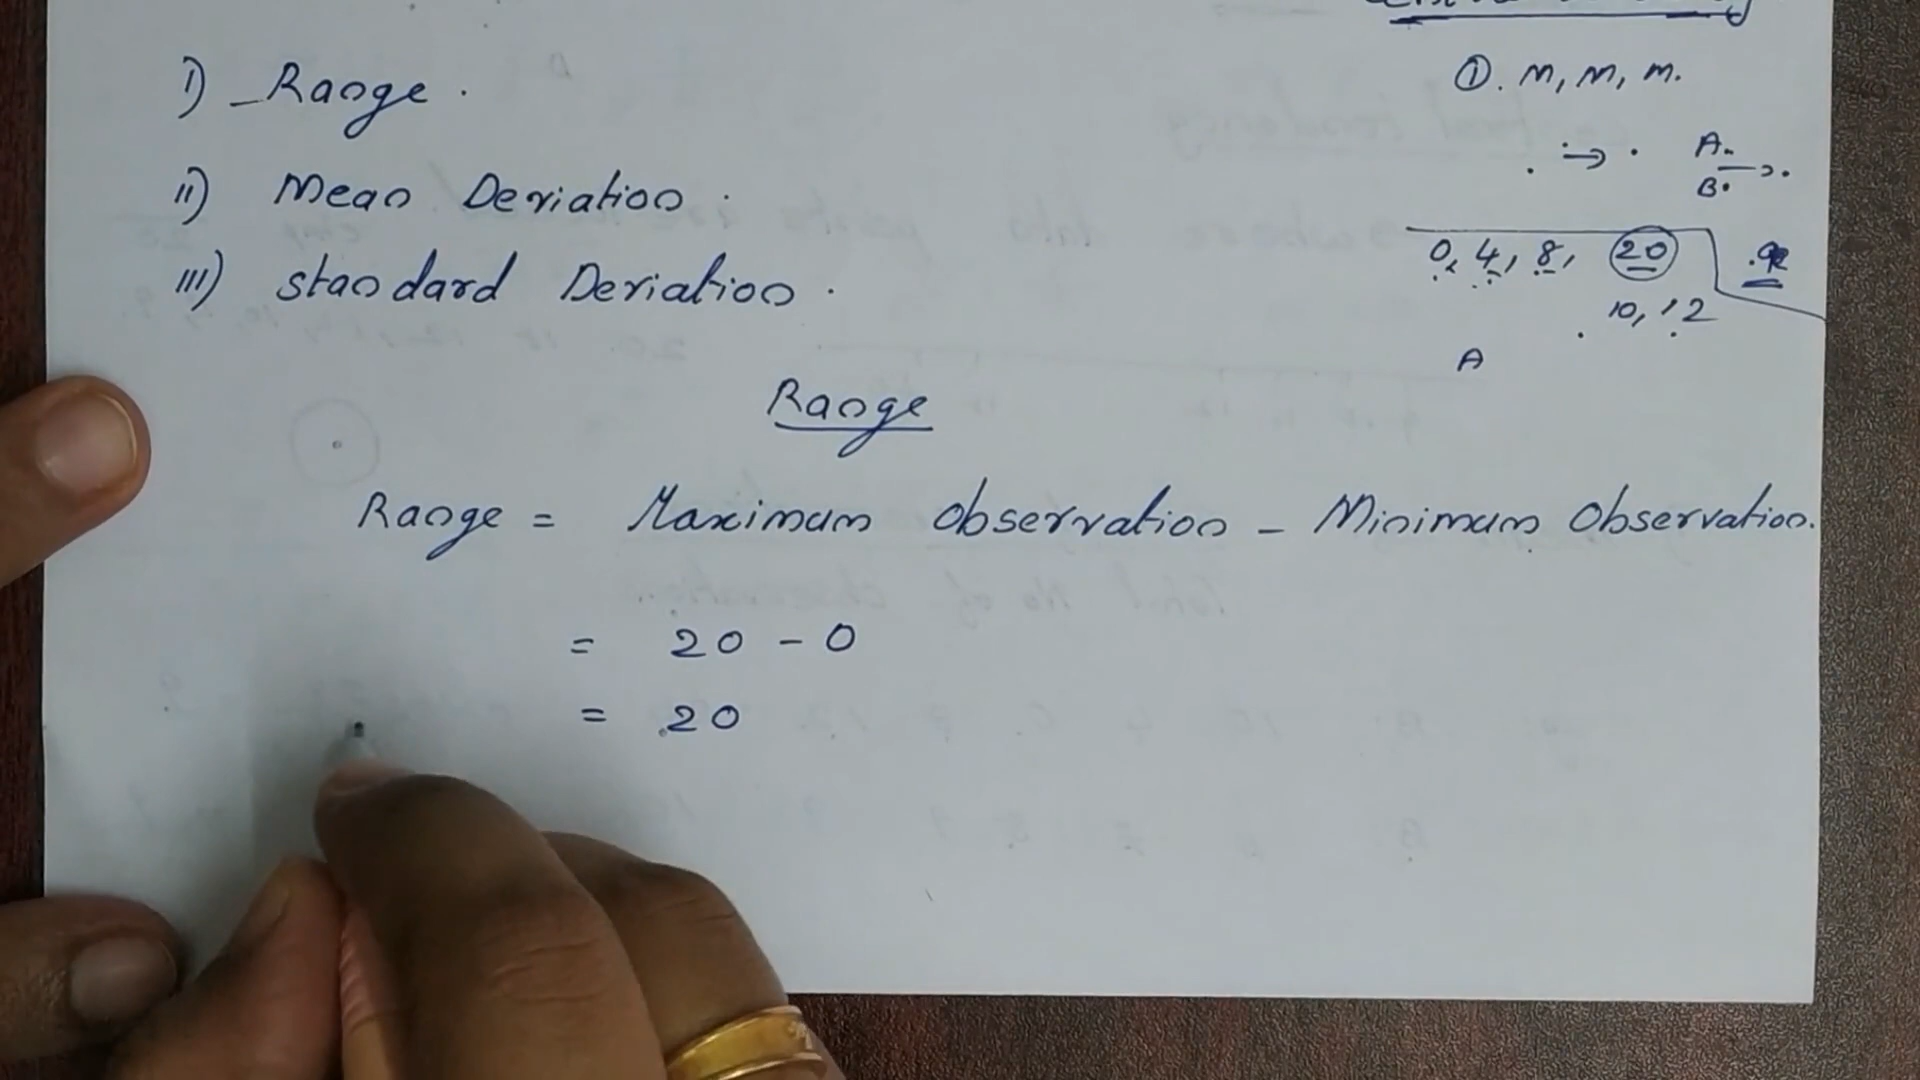 ① . m, m, m.
i) Range .
A.
B.
ii) Mean Deviation .
0, 4, 8, 20
10, 12
iii) standard Deviation .
A
Range
Range = Maximum observation - Minimum Observation.
= 20 - 0
= 20